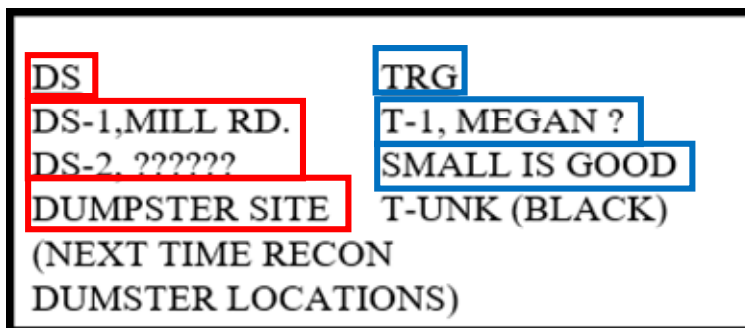 DS
DS-1,MILL RD.
DS-2, ??????
DUMPSTER SITE
(NEXT TIME RECON
DUMSTER LOCATIONS)
TRG
T-1, MEGAN ?
SMALL IS GOOD
T-UNK (BLACK)